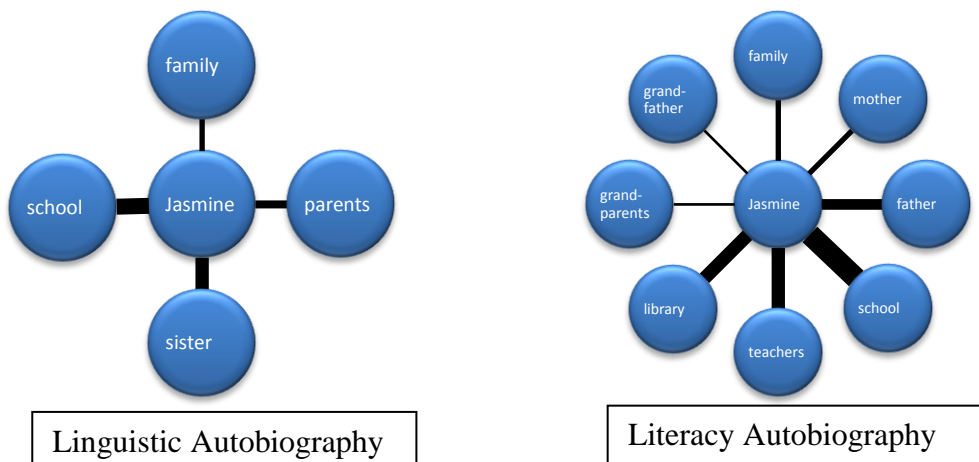 family
school
Jasmine
parents
sister
Linguistic Autobiography
family
grand-
father
mother
grand-
parents
Jasmine
father
library
school
teachers
Literacy Autobiography